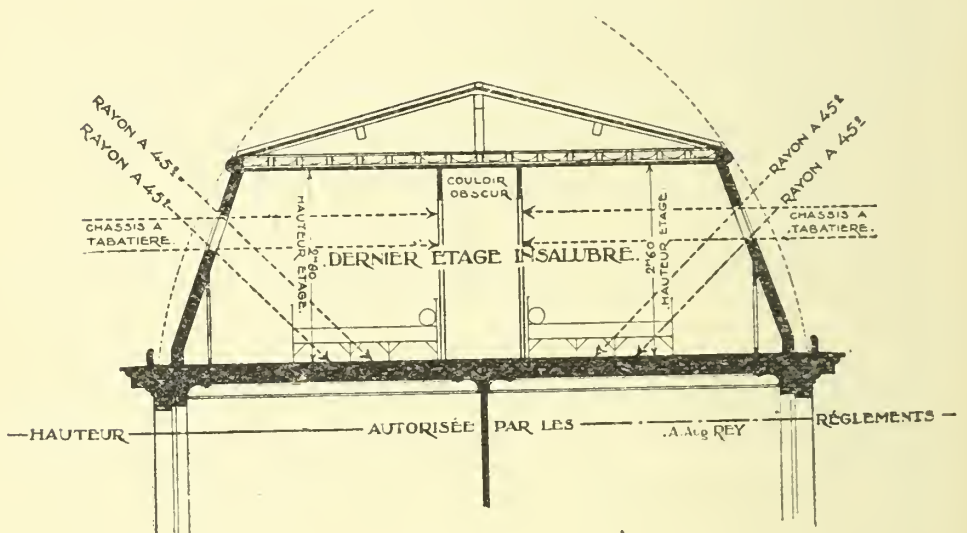 RAYON A 45º
RAYON A 45º
RAYON A 45º
RAYON A 45º
COULOIR
OBSCUR
CHASSIS A
TABATIERE.
CHASSIS A
TABATIERE.
HAUTEUR ETAGE.
2ᵐ60
2ᵐ60
HAUTEUR ETAGE.
.DERNIER ETAGE INSALUBRE.
HAUTEUR AUTORISÉE PAR LES RÉGLEMENTS
.A.Aug REY